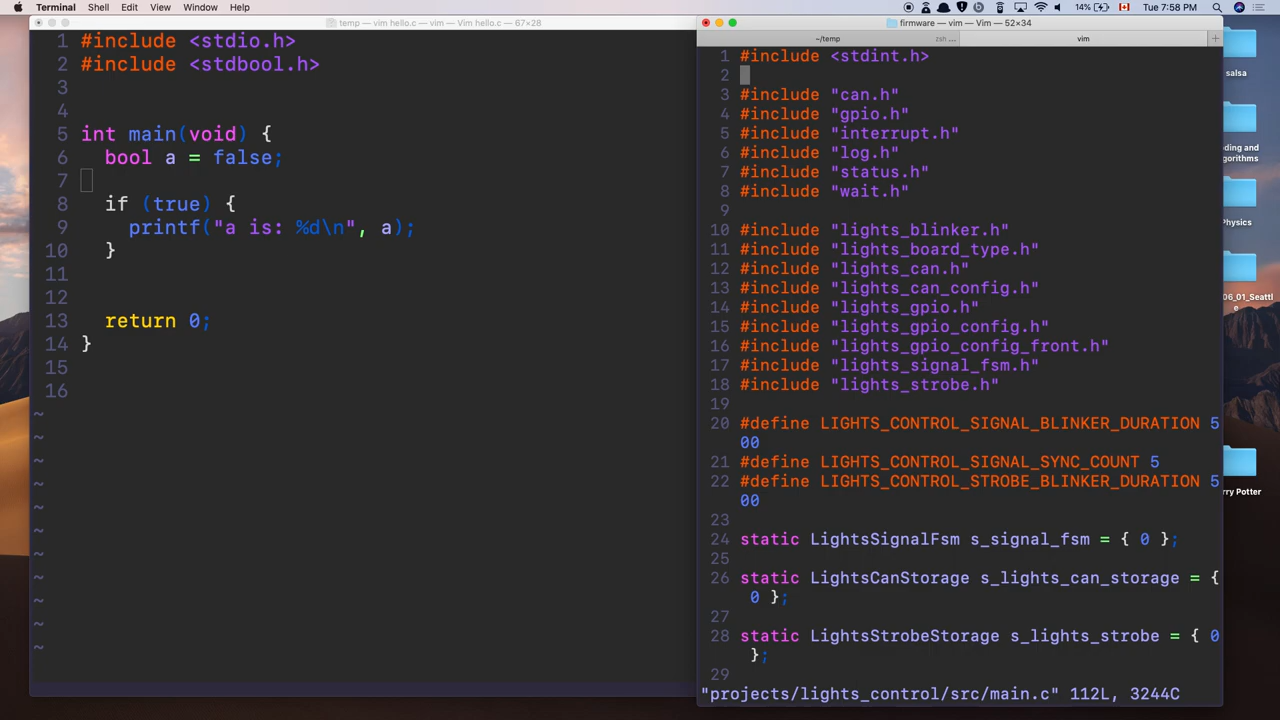 Terminal Shell Edit View Window Help
14%
7:58 PM
temp — vim hello.c — vim — Vim hello.c — 67×28
1 #include <stdio.h>
2 #include <stdbool.h>
3
4
5 int main(void) {
6 bool a = false;
7
8 if (true) {
9 printf("a is: %d\n", a);
10 }
11
12
13 return 0;
14 }
15
16
~
~
~
~
~
~
~
~
~
~
~
firmware — vim — Vim — 52×34
~/temp
zsh ...
vim
+
1 #include <stdint.h>
2
3 #include "can.h"
4 #include "gpio.h"
5 #include "interrupt.h"
6 #include "log.h"
7 #include "status.h"
8 #include "wait.h"
9
10 #include "lights_blinker.h"
11 #include "lights_board_type.h"
12 #include "lights_can.h"
13 #include "lights_can_config.h"
14 #include "lights_gpio.h"
15 #include "lights_gpio_config.h"
16 #include "lights_gpio_config_front.h"
17 #include "lights_signal_fsm.h"
18 #include "lights_strobe.h"
19
20 #define LIGHTS_CONTROL_SIGNAL_BLINKER_DURATION 5
00
21 #define LIGHTS_CONTROL_SIGNAL_SYNC_COUNT 5
22 #define LIGHTS_CONTROL_STROBE_BLINKER_DURATION 5
00
23
24 static LightsSignalFsm s_signal_fsm = { 0 };
25
26 static LightsCanStorage s_lights_can_storage = {
0 };
27
28 static LightsStrobeStorage s_lights_strobe = { 0
};
29
"projects/lights_control/src/main.c" 112L, 3244C
salsa
eding and
lgorithms
Physics
06_01_Seattl
e
rry Potter